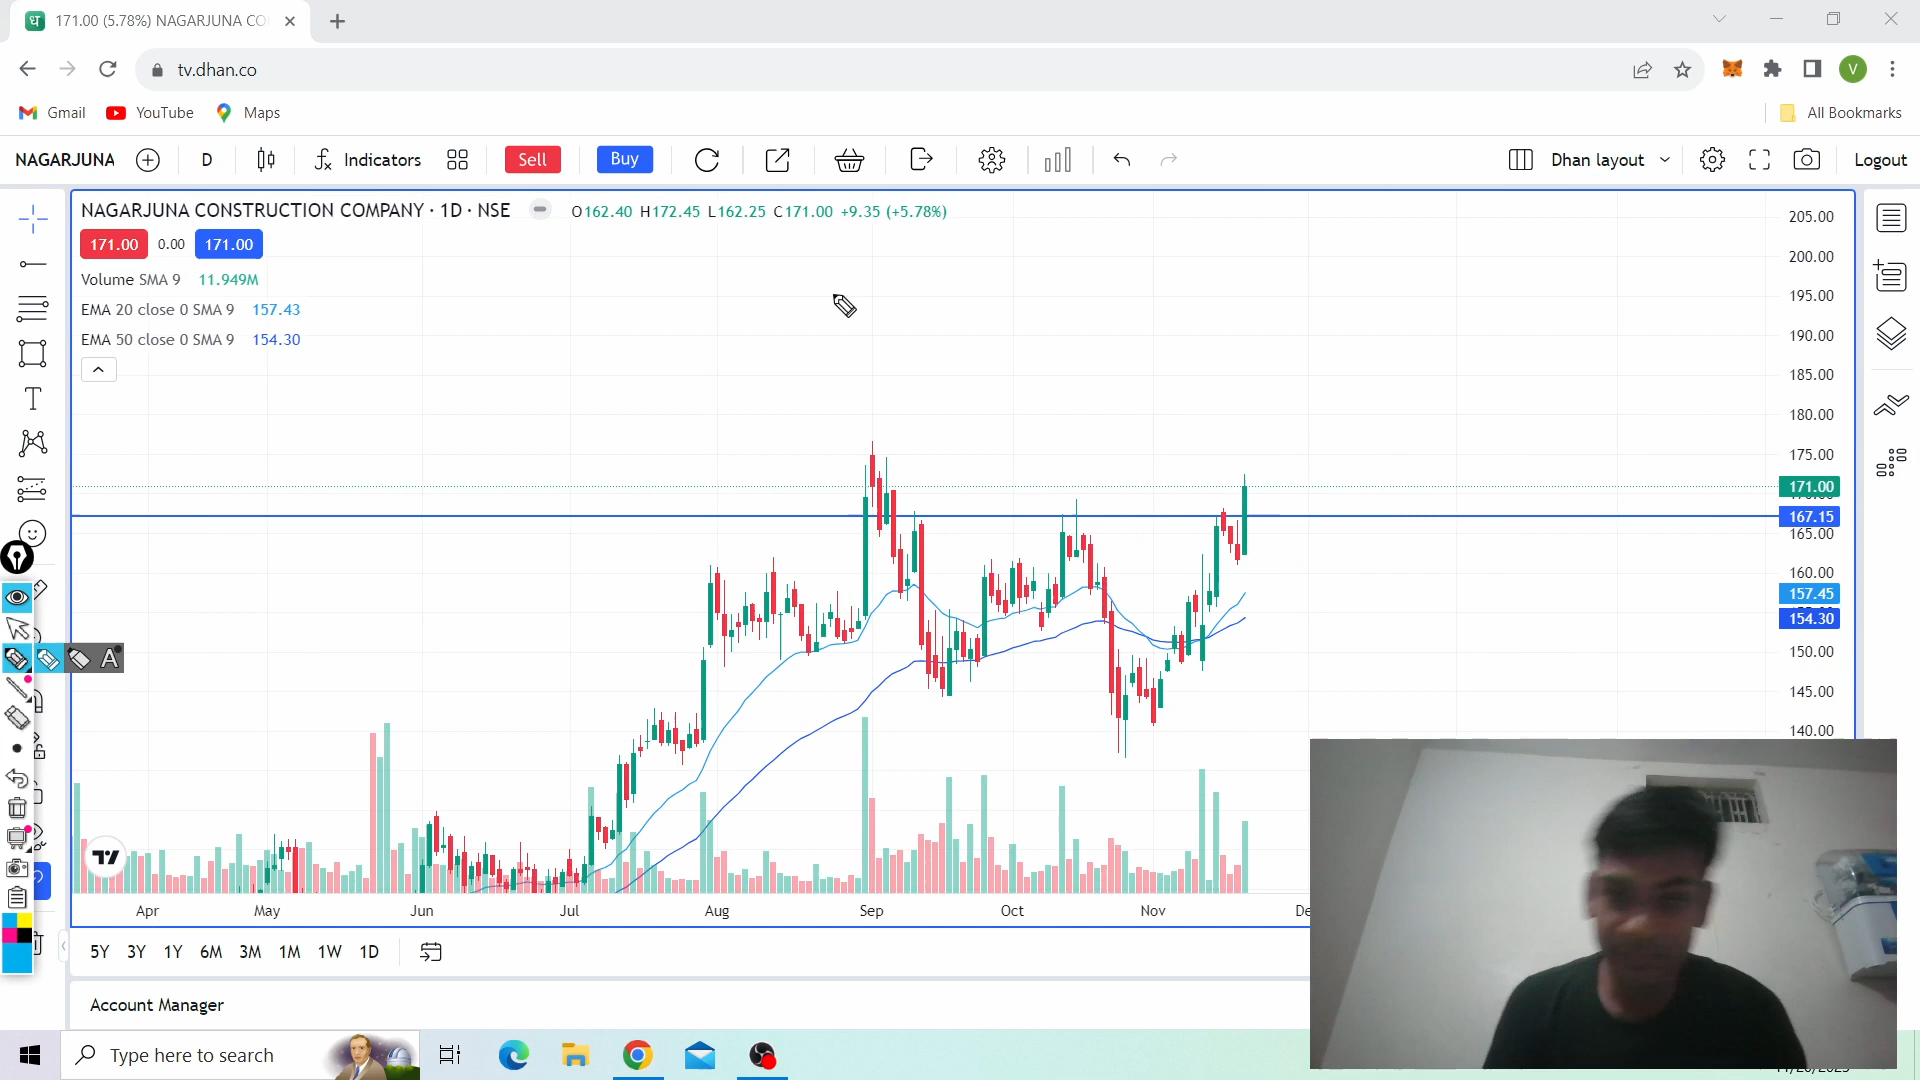 171.00 (5.78%) NAGARJUNA CO
tv.dhan.co
V
Gmail YouTube Maps All Bookmarks
NAGARJUNA D Indicators Sell Buy Dhan layout Logout
NAGARJUNA CONSTRUCTION COMPANY · 1D · NSE O162.40 H172.45 L162.25 C171.00 +9.35 (+5.78%)
171.00 0.00 171.00
Volume SMA 9 11.949M
EMA 20 close 0 SMA 9 157.43
EMA 50 close 0 SMA 9 154.30
205.00
200.00
195.00
190.00
185.00
180.00
175.00
171.00
167.15
165.00
160.00
157.45
154.30
150.00
145.00
140.00
T
A
Apr May Jun Jul Aug Sep Oct Nov De
5Y 3Y 1Y 6M 3M 1M 1W 1D
Account Manager
Type here to search